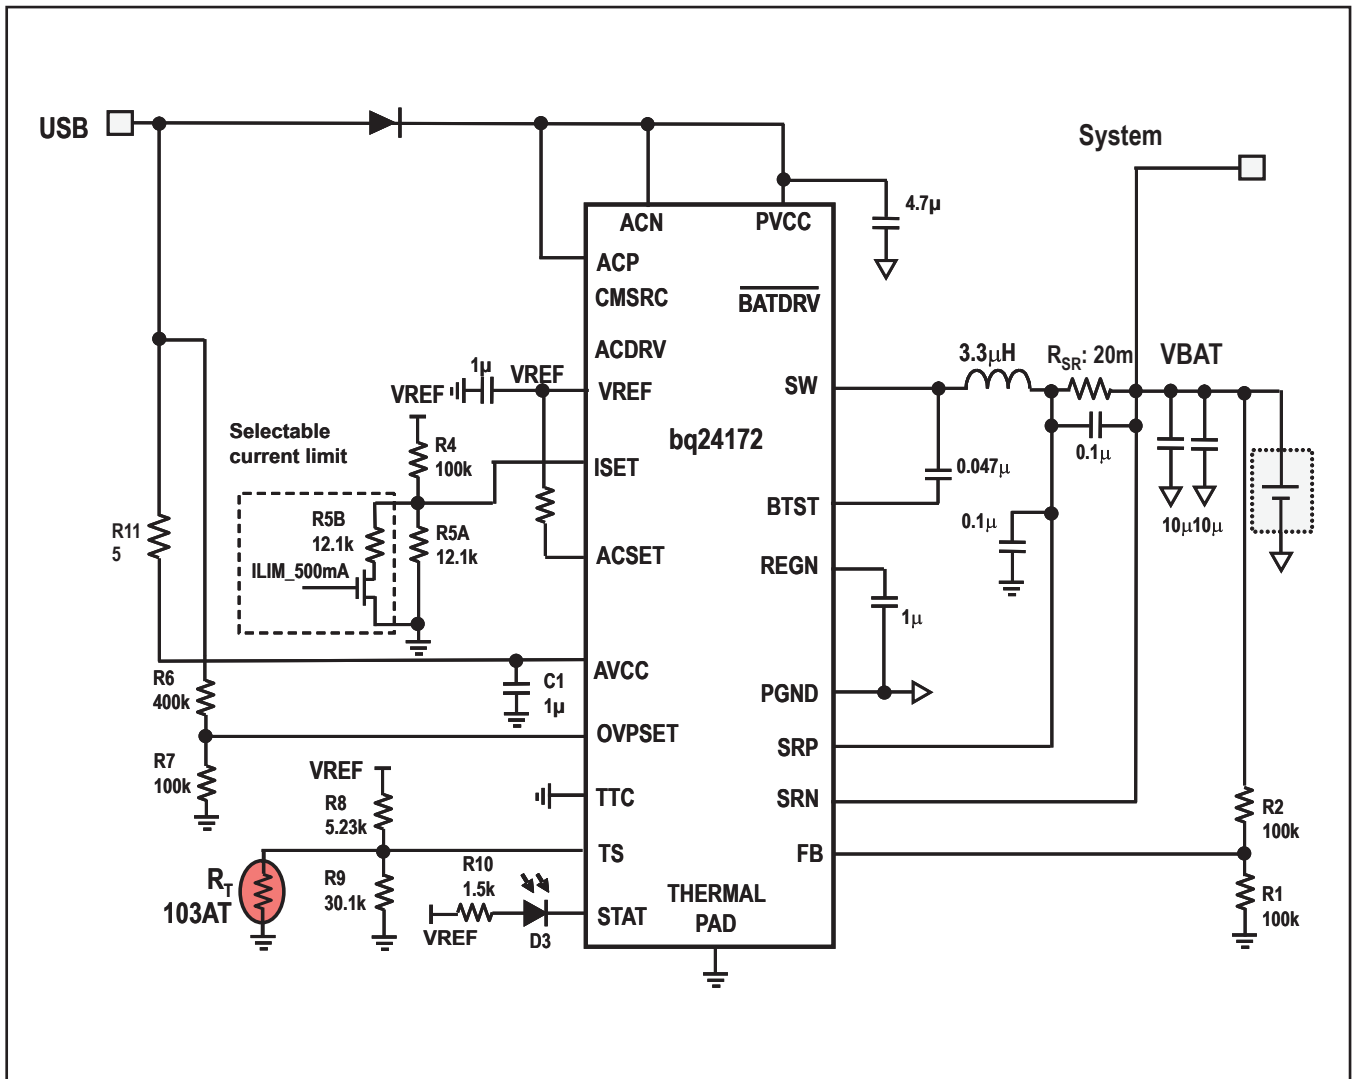 USB
System
4.7µ
ACN
PVCC
ACP
CMSRC
BATDRV
ACDRV
1µ
VREF
VREF
VREF
3.3µH
RSR: 20m
VBAT
SW
bq24172
Selectable
current limit
R4
100k
ISET
0.1µ
0.047µ
BTST
0.1µ
10µ10µ
R5B
12.1k
R5A
12.1k
R11
5
ILIM_500mA
ACSET
REGN
1µ
R6
400k
C1
1µ
AVCC
PGND
OVPSET
SRP
R7
100k
VREF
R8
5.23k
TTC
SRN
R2
100k
TS
FB
RT
103AT
R9
30.1k
R10
1.5k
VREF
D3
STAT
THERMAL
PAD
R1
100k